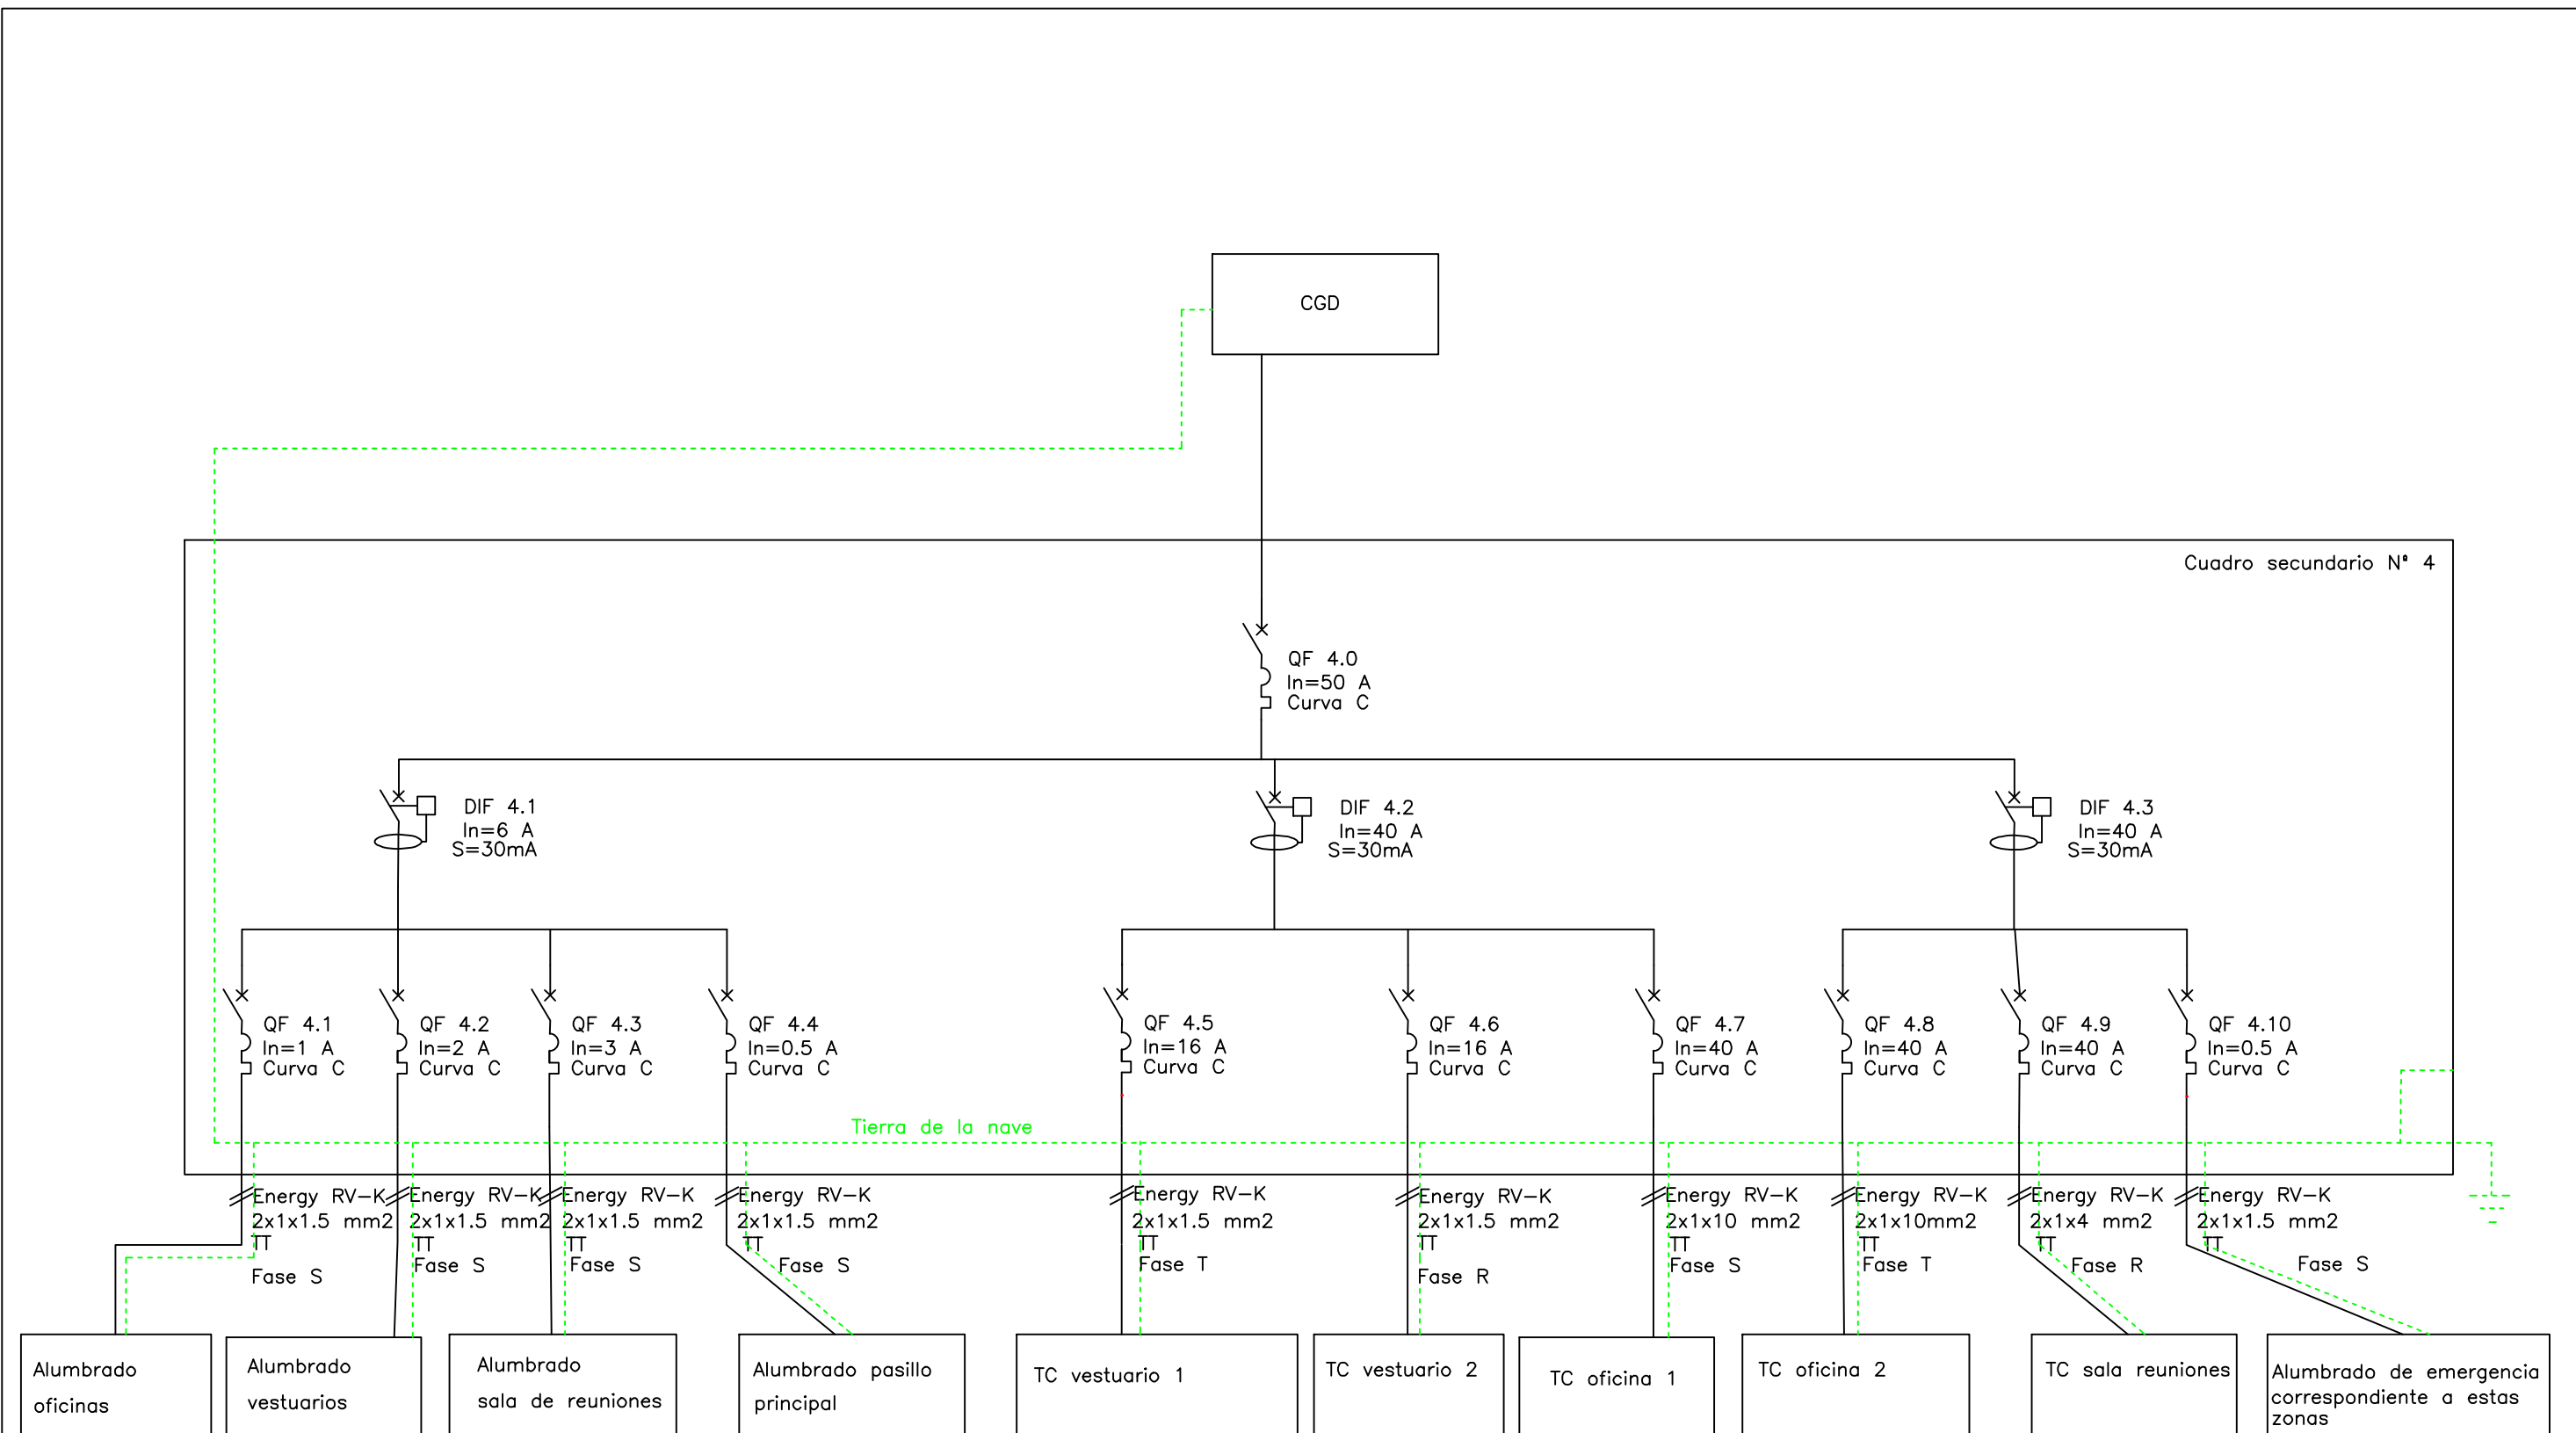 CGD
Cuadro secundario N° 4
QF 4.0
In=50 A
Curva C
DIF 4.1
In=6 A
S=30mA
DIF 4.2
In=40 A
S=30mA
DIF 4.3
In=40 A
S=30mA
QF 4.1
In=1 A
Curva C
QF 4.2
In=2 A
Curva C
QF 4.3
In=3 A
Curva C
QF 4.4
In=0.5 A
Curva C
QF 4.5
In=16 A
Curva C
QF 4.6
In=16 A
Curva C
QF 4.7
In=40 A
Curva C
QF 4.8
In=40 A
Curva C
QF 4.9
In=40 A
Curva C
QF 4.10
In=0.5 A
Curva C
Tierra de la nave
Energy RV-K
2x1x1.5 mm2
TT
Fase S
Energy RV-K
2x1x1.5 mm2
TT
Fase S
Energy RV-K
2x1x1.5 mm2
TT
Fase S
Energy RV-K
2x1x1.5 mm2
TT
Fase S
Energy RV-K
2x1x1.5 mm2
TT
Fase T
Energy RV-K
2x1x1.5 mm2
TT
Fase R
Energy RV-K
2x1x10 mm2
TT
Fase S
Energy RV-K
2x1x10mm2
TT
Fase T
Energy RV-K
2x1x4 mm2
TT
Fase R
Energy RV-K
2x1x1.5 mm2
TT
Fase S
Alumbrado
oficinas
Alumbrado
vestuarios
Alumbrado
sala de reuniones
Alumbrado pasillo
principal
TC vestuario 1
TC vestuario 2
TC oficina 1
TC oficina 2
TC sala reuniones
Alumbrado de emergencia
correspondiente a estas
zonas